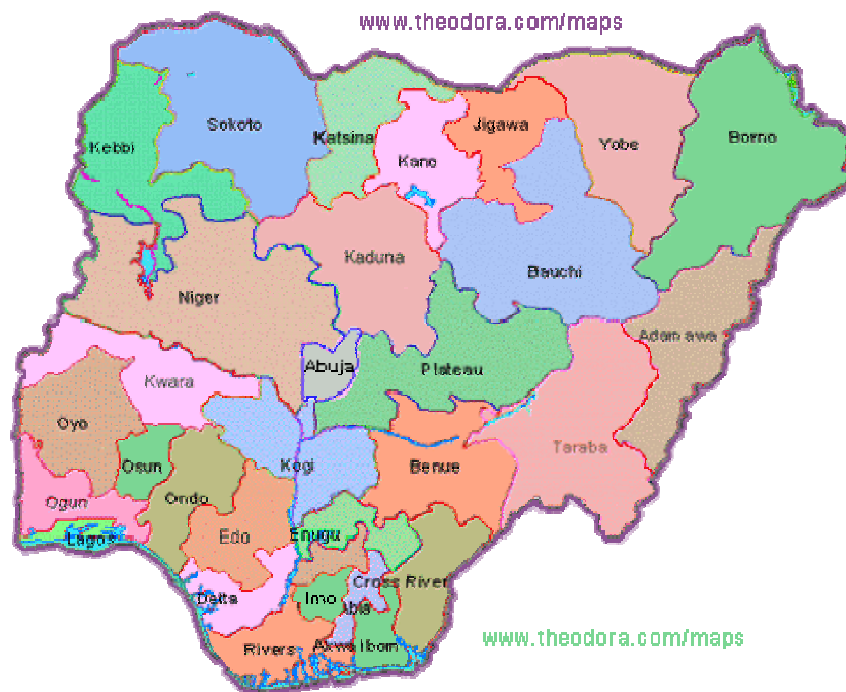 www.theodora.com/maps
Sokoto
Katsina
Jigawa
Kebbi
Kano
Yobe
Borno
Kaduna
Bauchi
Niger
Adamawa
Abuja
Plateau
Kwara
Oyo
Taraba
Osun
Kogi
Benue
Ogun
Ondo
Lagos
Edo
Enugu
Cross River
Delta
Imo
Abia
Rivers
Akwa Ibom
www.theodora.com/maps